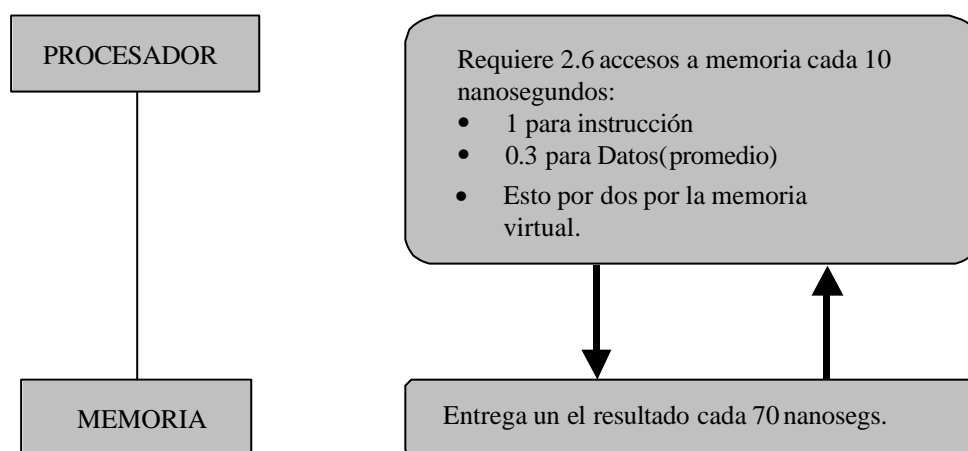 PROCESADOR
Requiere 2.6 accesos a memoria cada 10
nanosegundos:
• 1 para instrucción
• 0.3 para Datos(promedio)
• Esto por dos por la memoria
virtual.
MEMORIA
Entrega un el resultado cada 70 nanosegs.